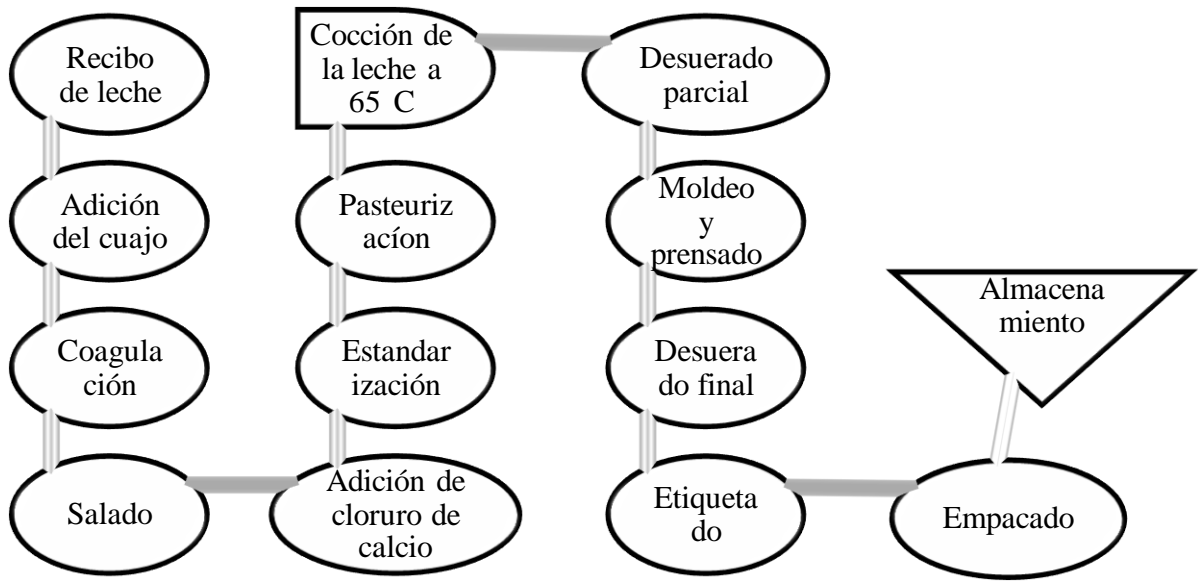 Recibo
de leche
Adición
del cuajo
Coagula
ción
Salado
Adición de
cloruro de
calcio
Estandar
ización
Pasteuriz
acíon
Cocción de
la leche a
65 C
Desuerado
parcial
Moldeo
y
prensado
Desuera
do final
Etiqueta
do
Empacado
Almacena
miento